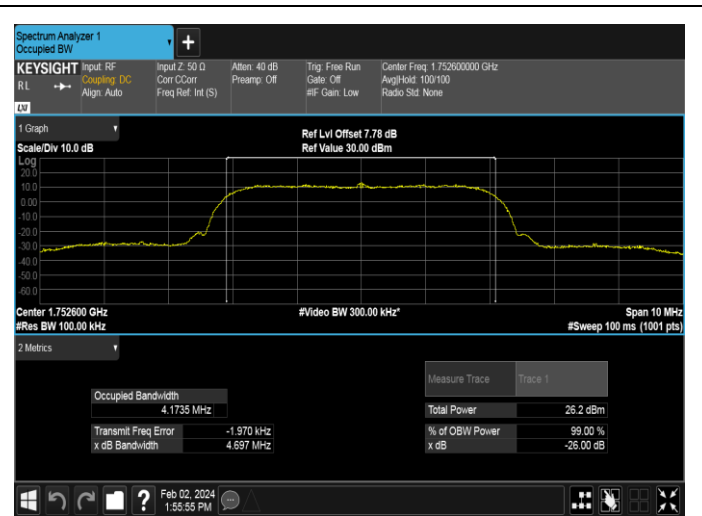 Spectrum Analyzer 1
Occupied BW
+
KEYSIGHT Input: RF Input Z: 50 Ω Atten: 40 dB Trig: Free Run Center Freq: 1.752600000 GHz
RL Coupling: DC Corr CCorr Preamp: Off Gate: Off Avg|Hold: 100/100
Align: Auto Freq Ref: Int (S) #IF Gain: Low Radio Std: None
LXI
1 Graph Ref Lvl Offset 7.78 dB
Scale/Div 10.0 dB Ref Value 30.00 dBm
Log
20.0
10.0
0.00
-10.0
-20.0
-30.0
-40.0
-50.0
-60.0
Center 1.752600 GHz #Video BW 300.00 kHz* Span 10 MHz
#Res BW 100.00 kHz #Sweep 100 ms (1001 pts)
2 Metrics
Measure Trace Trace 1
Occupied Bandwidth
4.1735 MHz Total Power 26.2 dBm
Transmit Freq Error -1.970 kHz % of OBW Power 99.00 %
x dB Bandwidth 4.697 MHz x dB -26.00 dB
? Feb 02, 2024
1:55:55 PM